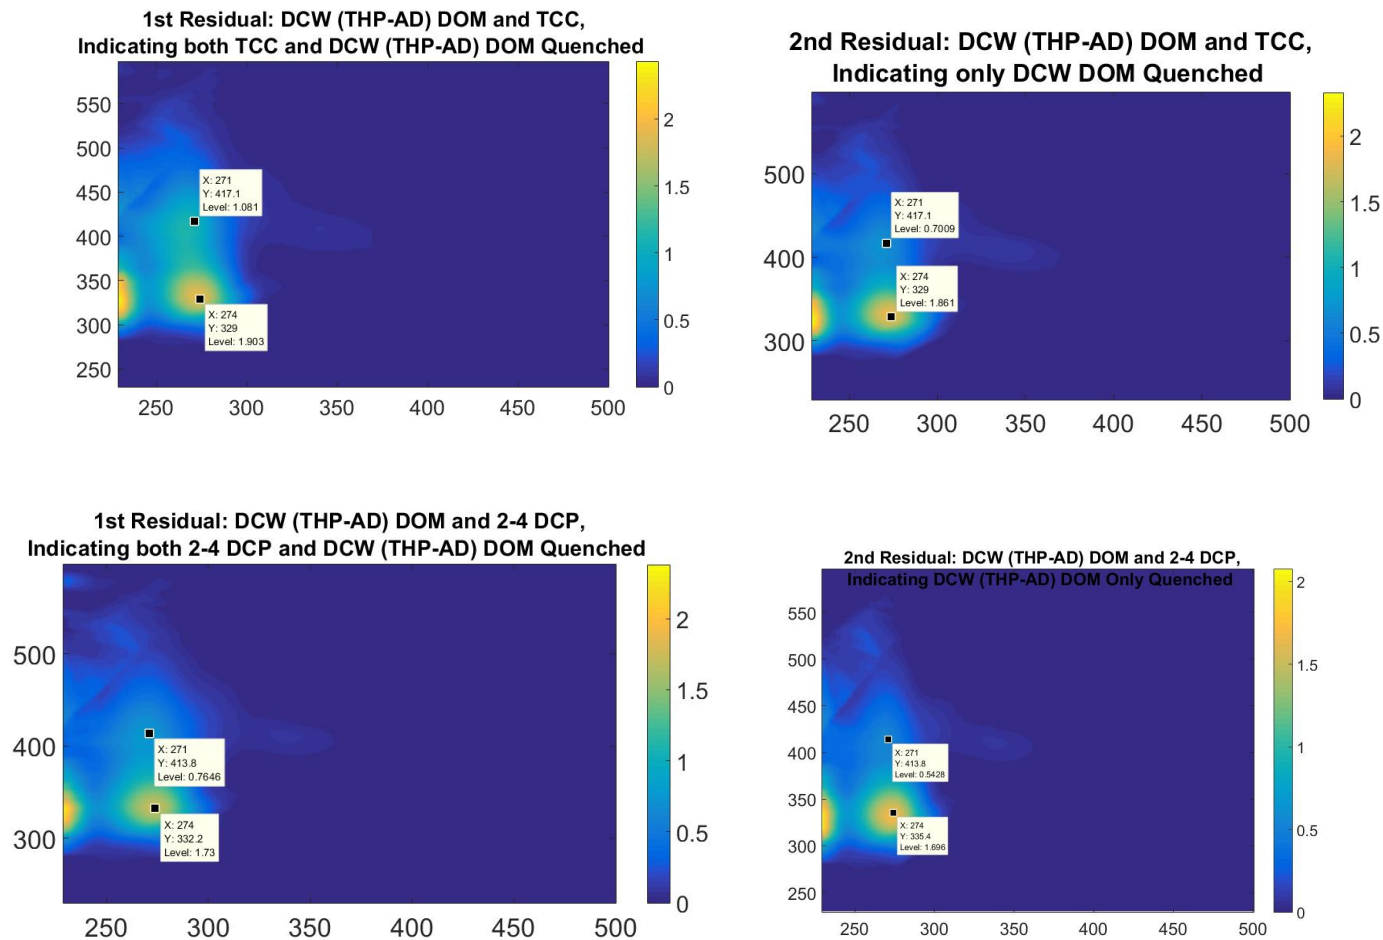 1st Residual: DCW (THP-AD) DOM and TCC,
Indicating both TCC and DCW (THP-AD) DOM Quenched
550
500
450
400
350
300
250
X: 271
Y: 417.1
Level: 1.081
X: 274
Y: 329
Level: 1.903
250
300
350
400
450
500
2
1.5
1
0.5
0
2nd Residual: DCW (THP-AD) DOM and TCC,
Indicating only DCW DOM Quenched
500
400
300
X: 271
Y: 417.1
Level: 0.7009
X: 274
Y: 329
Level: 1.861
250
300
350
400
450
500
2
1.5
1
0.5
0
1st Residual: DCW (THP-AD) DOM and 2-4 DCP,
Indicating both 2-4 DCP and DCW (THP-AD) DOM Quenched
500
400
300
X: 271
Y: 413.8
Level: 0.7646
X: 274
Y: 332.2
Level: 1.73
250
300
350
400
450
500
2
1.5
1
0.5
0
2nd Residual: DCW (THP-AD) DOM and 2-4 DCP,
Indicating DCW (THP-AD) DOM Only Quenched
550
500
450
400
350
300
250
X: 271
Y: 413.8
Level: 0.5428
X: 274
Y: 335.4
Level: 1.696
250
300
350
400
450
500
2
1.5
1
0.5
0